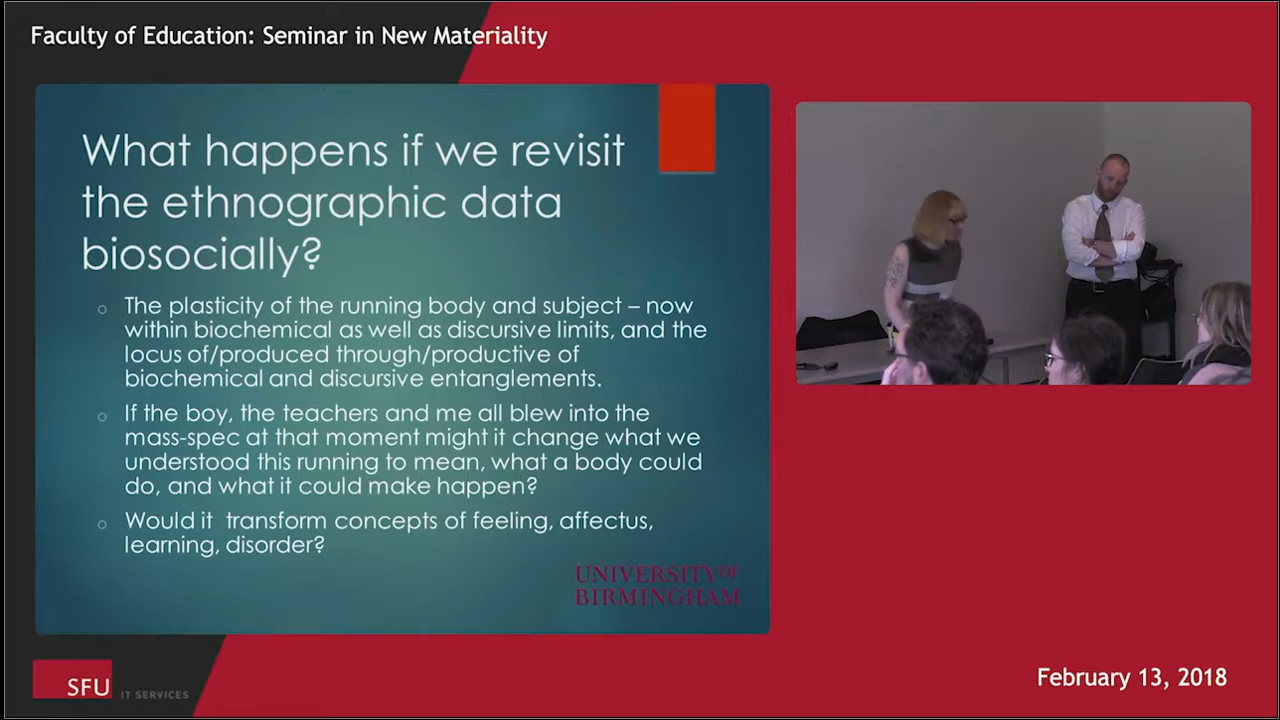 Faculty of Education: Seminar in New Materiality
What happens if we revisit
the ethnographic data
biosocially?
The plasticity of the running body and subject – now
within biochemical as well as discursive limits, and the
locus of/produced through/productive of
biochemical and discursive entanglements.
If the boy, the teachers and me all blew into the
mass-spec at that moment might it change what we
understood this running to mean, what a body could
do, and what it could make happen?
Would it  transform concepts of feeling, affectus,
learning, disorder?
UNIVERSITY OF
BIRMINGHAM
SFU IT SERVICES
February 13, 2018